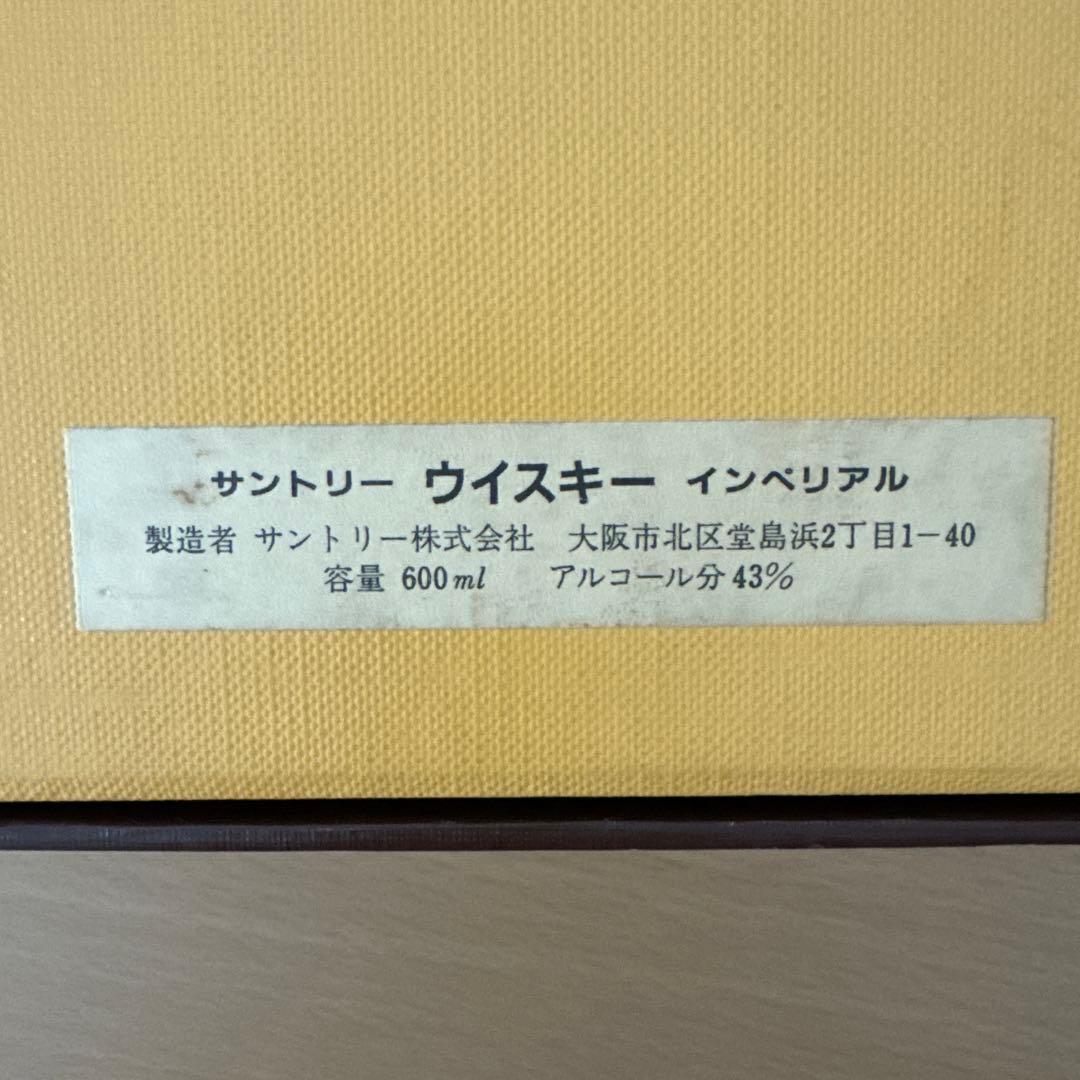 サントリー ウイスキー インペリアル
製造者 サントリー株式会社 大阪市北区堂島浜2丁目1-40
容量 600ml アルコール分43%